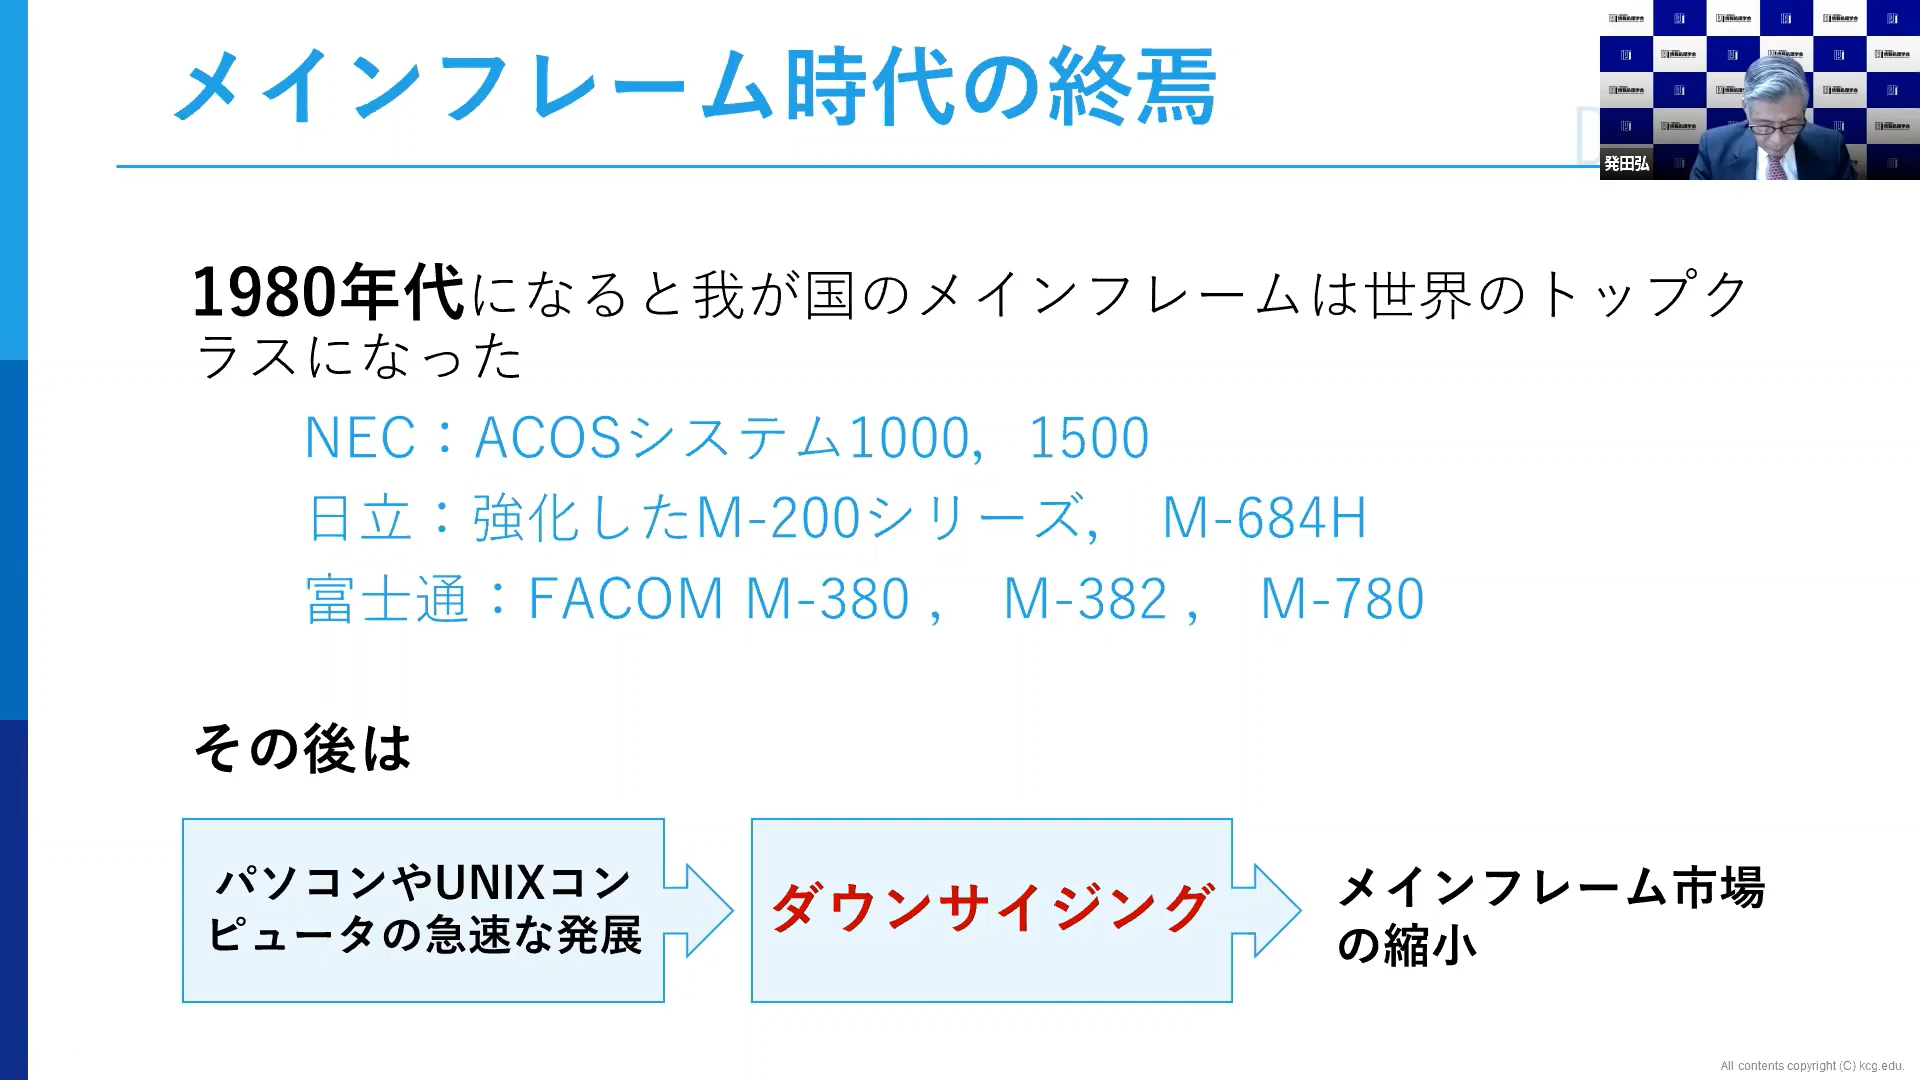 メインフレーム時代の終焉
発田弘
1980年代になると我が国のメインフレームは世界のトップク
ラスになった
NEC：ACOSシステム1000, 1500
日立：強化したM-200シリーズ, M-684H
富士通：FACOM M-380 , M-382 , M-780
その後は
パソコンやUNIXコン
ピュータの急速な発展
ダウンサイジング
メインフレーム市場
の縮小
All contents copyright (C) kcg.edu.